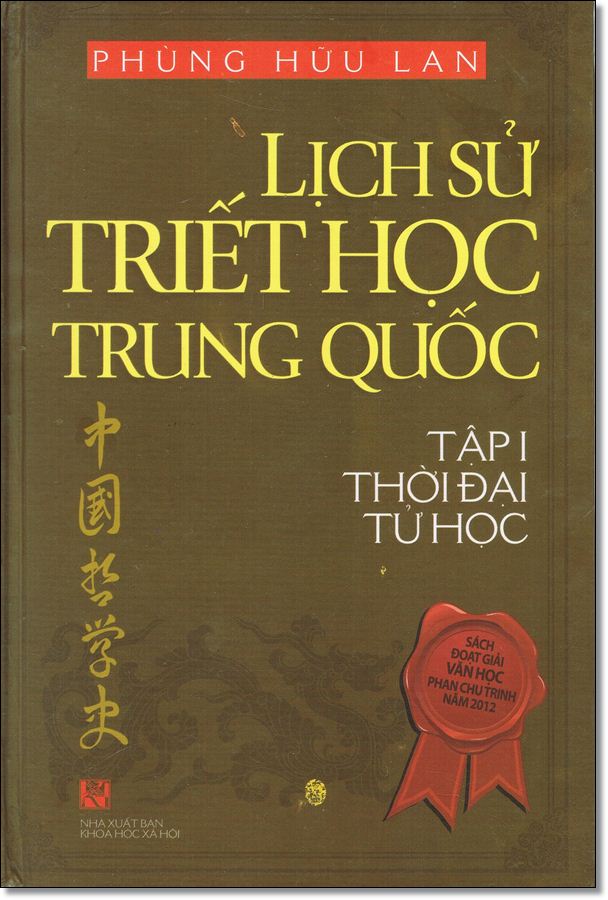 PHÙNG HỮU LAN
LỊCH SỬ
TRIẾT HỌC
TRUNG QUỐC
TẬP I
THỜI ĐẠI
TỬ HỌC
中國哲学史
SÁCH
ĐOẠT GIẢI
VĂN HỌC
PHAN CHU TRINH
NĂM 2012
NHÀ XUẤT BẢN
KHOA HỌC XÃ HỘI